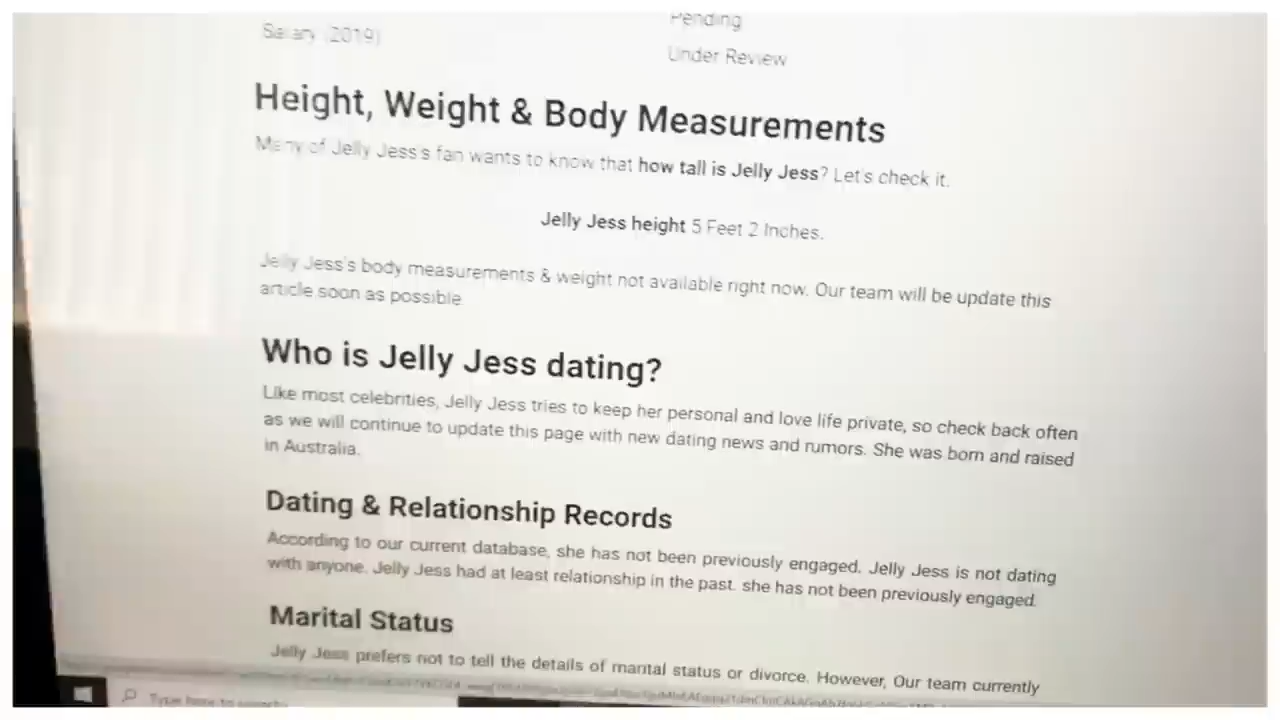 Pending
Salary (2019)
Under Review
Height, Weight & Body Measurements
Many of Jelly Jess's fan wants to know that how tall is Jelly Jess? Let's check it.
Jelly Jess height 5 Feet 2 Inches.
Jelly Jess's body measurements & weight not available right now. Our team will be update this
article soon as possible
Who is Jelly Jess dating?
Like most celebrities, Jelly Jess tries to keep her personal and love life private, so check back often
as we will continue to update this page with new dating news and rumors. She was born and raised
in Australia.
Dating & Relationship Records
According to our current database, she has not been previously engaged. Jelly Jess is not dating
with anyone. Jelly Jess had at least relationship in the past. she has not been previously engaged.
Marital Status
Jelly Jess prefers not to tell the details of marital status or divorce. However, Our team currently
Type here to search